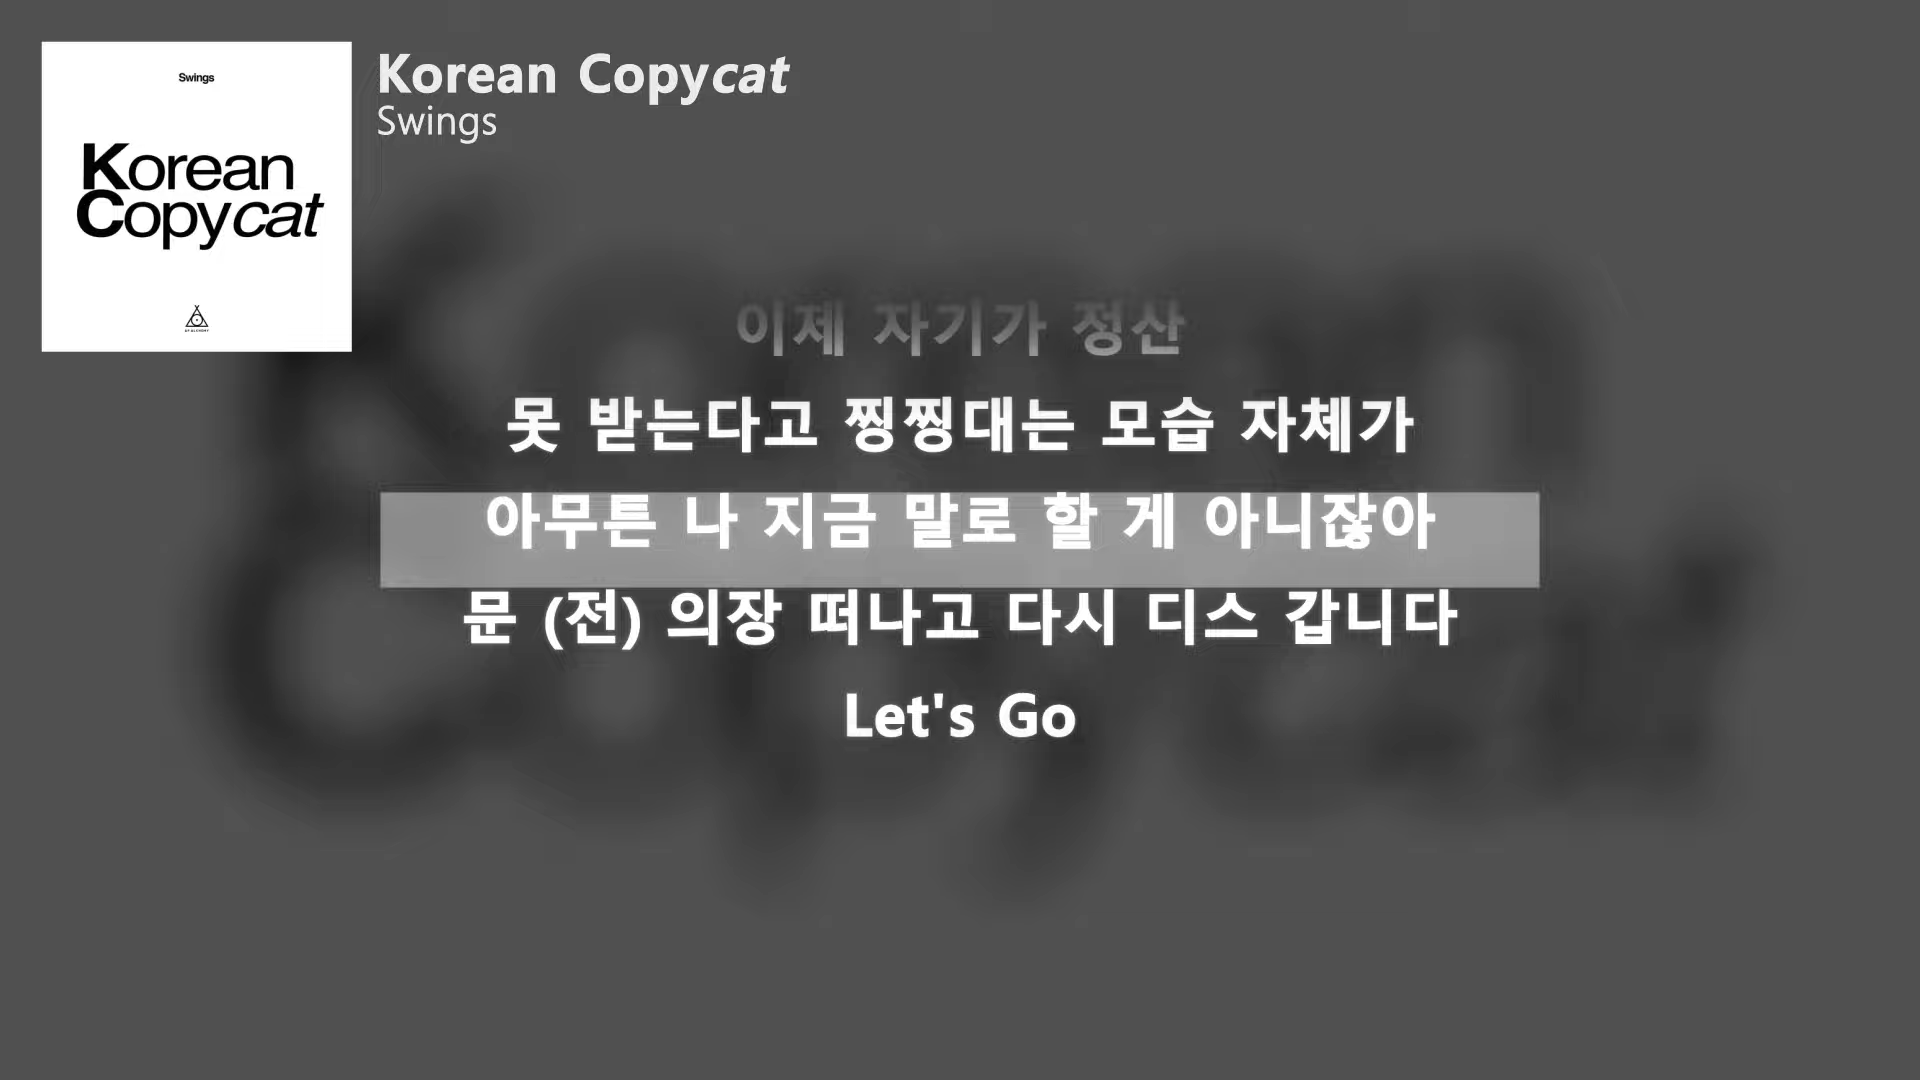 Swings
Korean
Copycat
Korean Copycat
Swings
이제 자기가 정산
못 받는다고 찡찡대는 모습 자체가
아무튼 나 지금 말로 할 게 아니잖아
문 (전) 의장 떠나고 다시 디스 갑니다
Let's Go